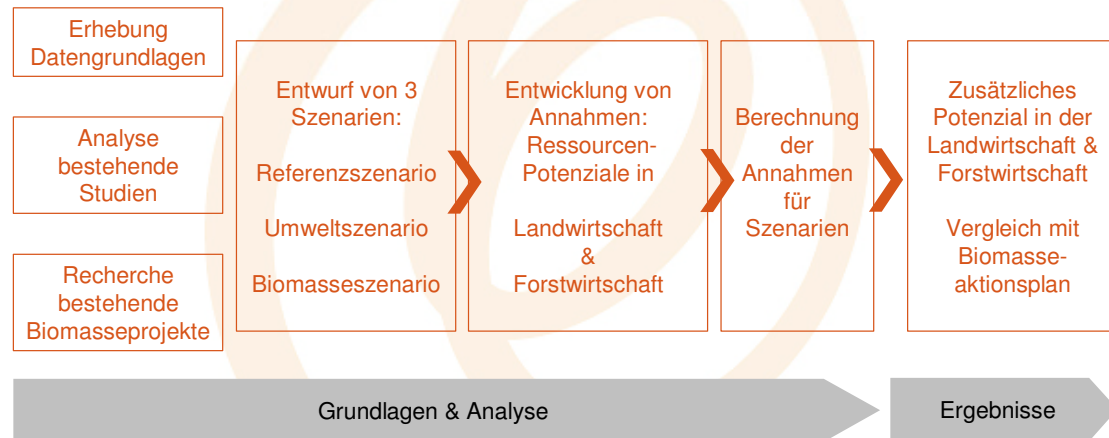 Erhebung
Datengrundlagen
Analyse
bestehende
Studien
Recherche
bestehende
Biomasseprojekte
Entwurf von 3
Szenarien:
Referenzszenario
Umweltszenario
Biomasseszenario
Entwicklung von
Annahmen:
Ressourcen-
Potenziale in
Landwirtschaft
&
Forstwirtschaft
Berechnung
der
Annahmen
für
Szenarien
Zusätzliches
Potenzial in der
Landwirtschaft &
Forstwirtschaft
Vergleich mit
Biomasse-
aktionsplan
Grundlagen & Analyse
Ergebnisse